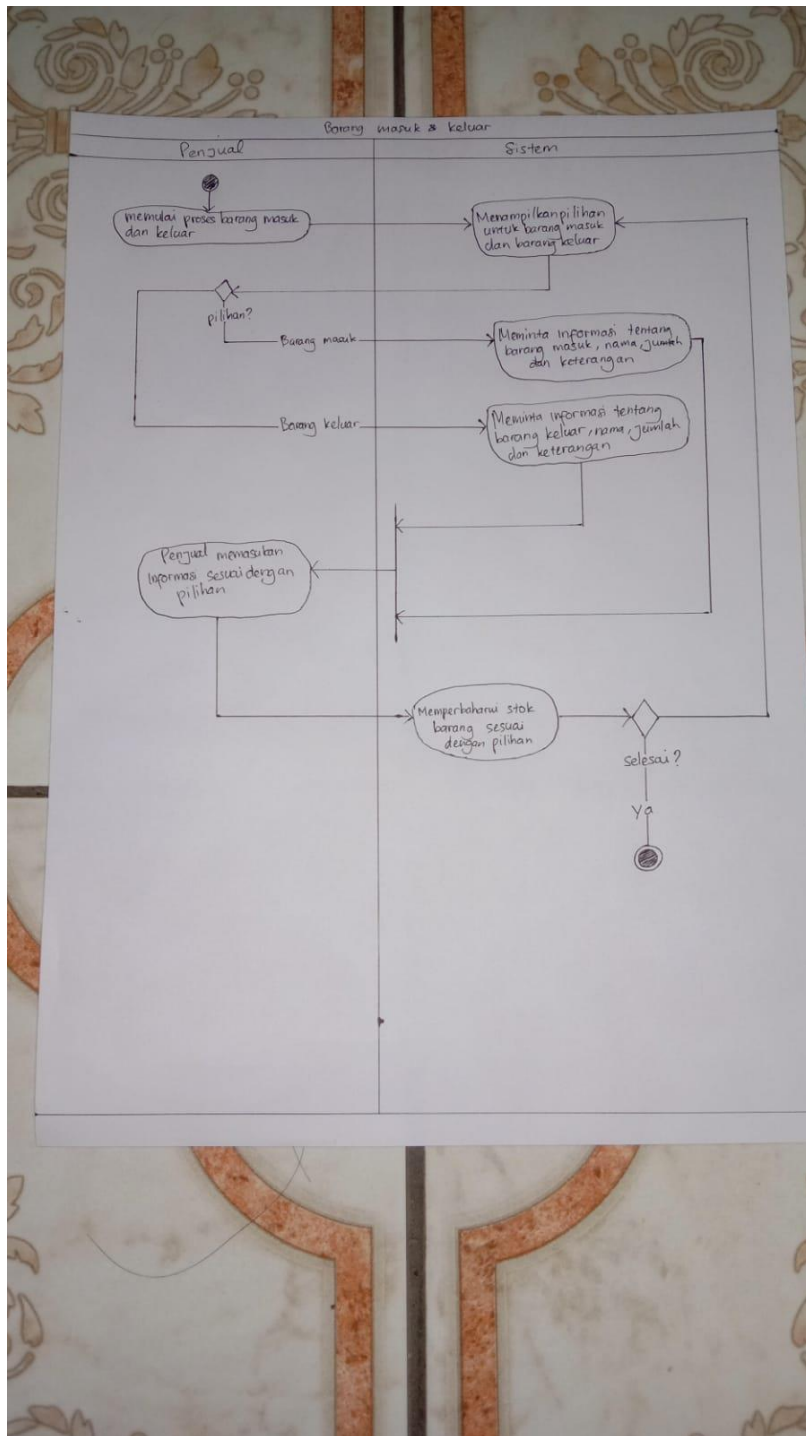 Barang masuk & keluar
Penjual
Sistem
memulai proses barang masuk
dan keluar
Menampilkan pilihan
untuk barang masuk
dan barang keluar
pilihan?
Barang masuk
Meminta informasi tentang
barang masuk, nama, jumlah
dan keterangan
Barang keluar
Meminta informasi tentang
barang keluar, nama, jumlah
dan keterangan
Penjual memasukan
informasi sesuai dengan
pilihan
Memperbaharui stok
barang sesuai
dengan pilihan
selesai?
Ya